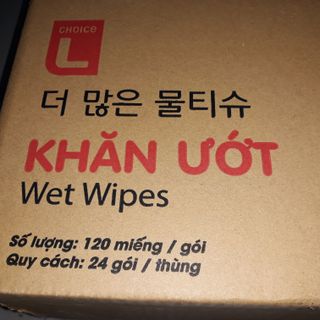 CHOICE
L
더 많은 물티슈
KHĂN ƯỚT
Wet Wipes
Số lượng: 120 miếng / gói
Quy cách: 24 gói / thùng